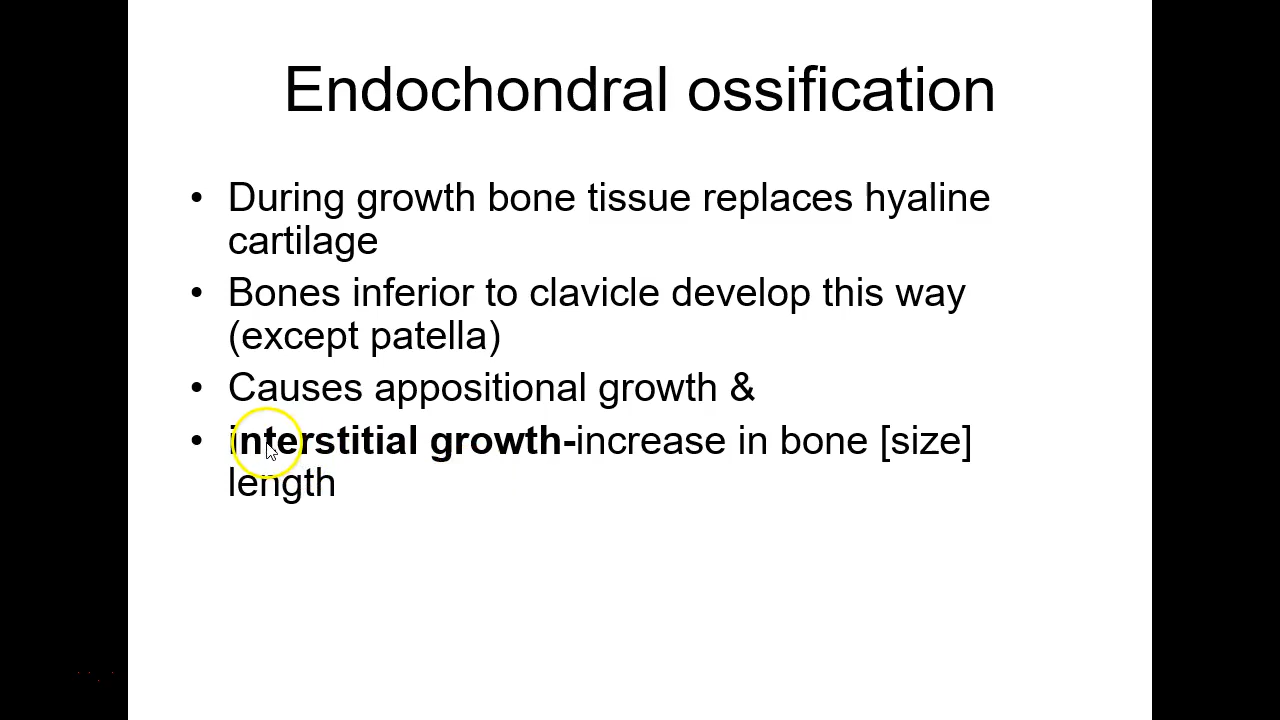 Endochondral ossification
• During growth bone tissue replaces hyaline
cartilage
• Bones inferior to clavicle develop this way
(except patella)
• Causes appositional growth &
• interstitial growth-increase in bone [size]
length